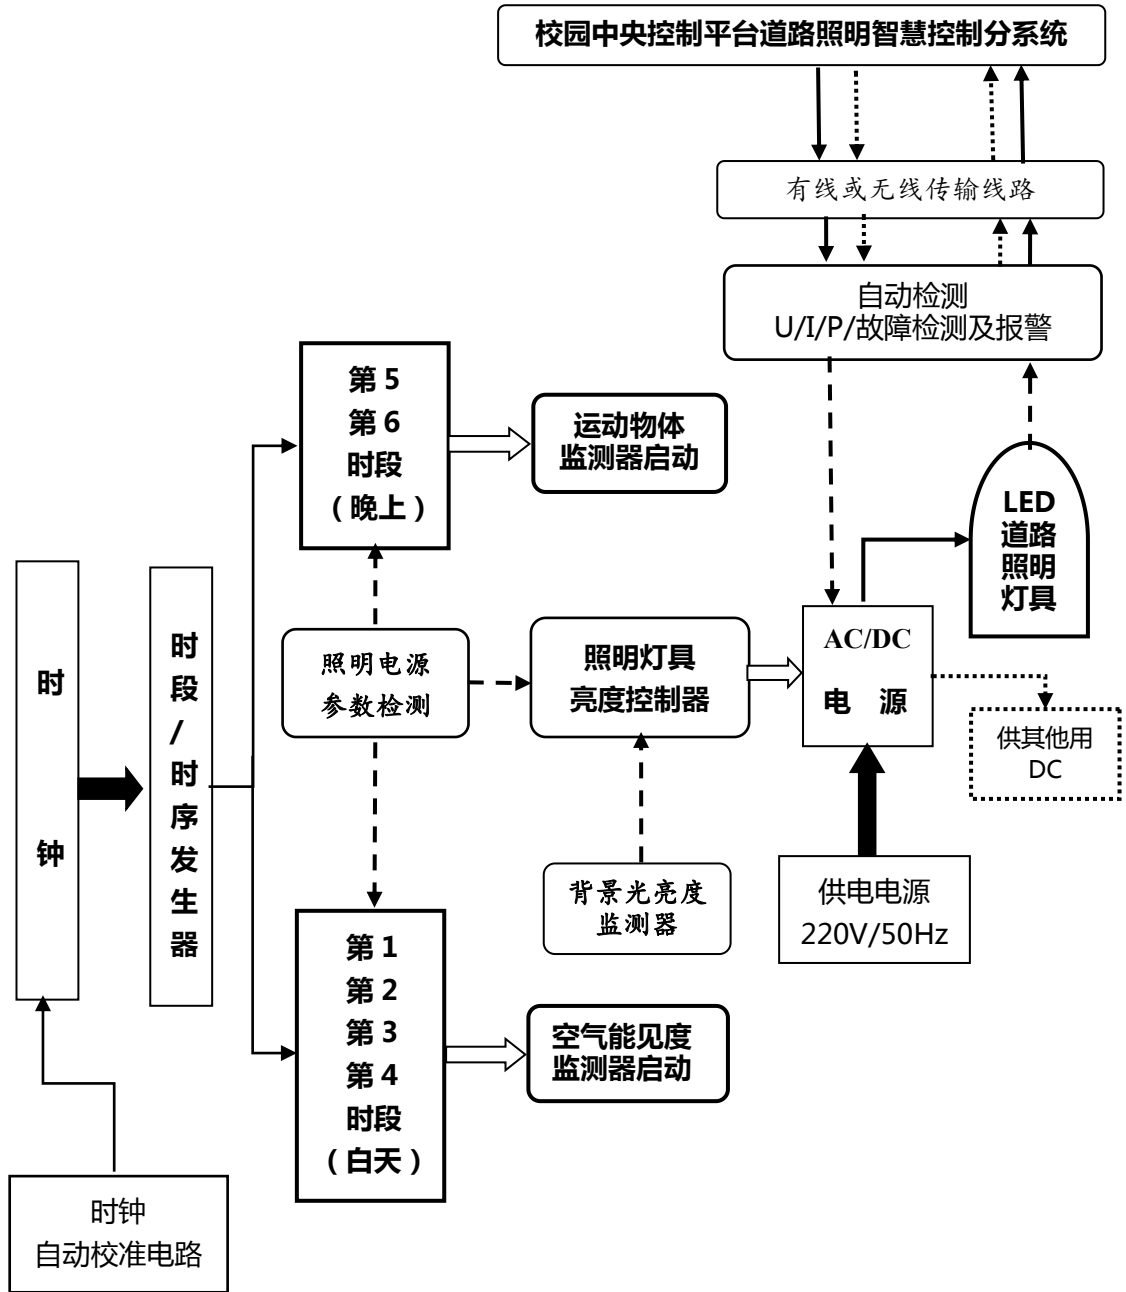 校园中央控制平台道路照明智慧控制分系统
有线或无线传输线路
自动检测
U/I/P/故障检测及报警
第 5
第 6
时段
（晚上）
运动物体
监测器启动
LED
道路
照明
灯具
时
钟
时
段
/
时
序
发
生
器
照明电源
参数检测
照明灯具
亮度控制器
AC/DC
电 源
供其他用
DC
背景光亮度
监测器
供电电源
220V/50Hz
第 1
第 2
第 3
第 4
时段
（白天）
空气能见度
监测器启动
时钟
自动校准电路